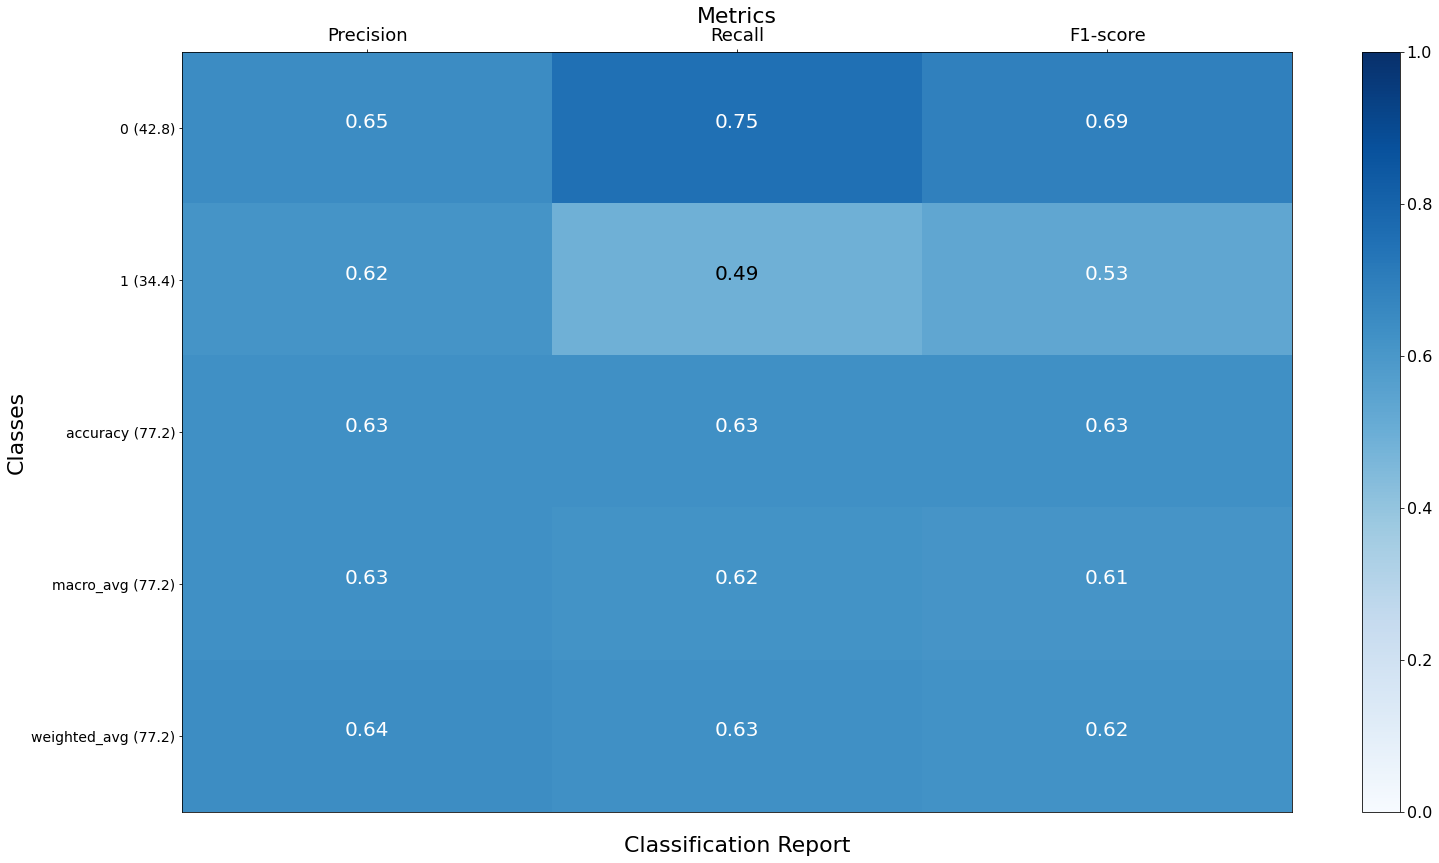 Metrics
Precision Recall F1-score
0 (42.8) 0.65 0.75 0.69
1 (34.4) 0.62 0.49 0.53
accuracy (77.2) 0.63 0.63 0.63
macro_avg (77.2) 0.63 0.62 0.61
weighted_avg (77.2) 0.64 0.63 0.62
Classes
Classification Report
1.0
0.8
0.6
0.4
0.2
0.0